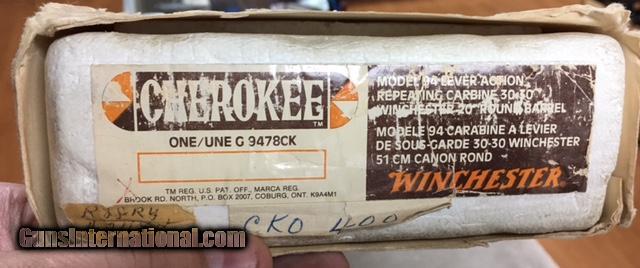 CHEROKEE
TM
ONE/UNE G 9478CK
TM REG. U.S. PAT. OFF., MARCA REG.
BROOK RD. NORTH, P.O. BOX 2007, COBURG, ONT. K9A4M1
MODEL 94 LEVER ACTION
REPEATING CARBINE 30-30
WINCHESTER 20" ROUND BARREL
MODÈLE 94 CARABINE A LEVIER
DE SOUS-GARDE 30-30 WINCHESTER
51 CM CANON ROND
WINCHESTER
CKO 400
GunsInternational.com